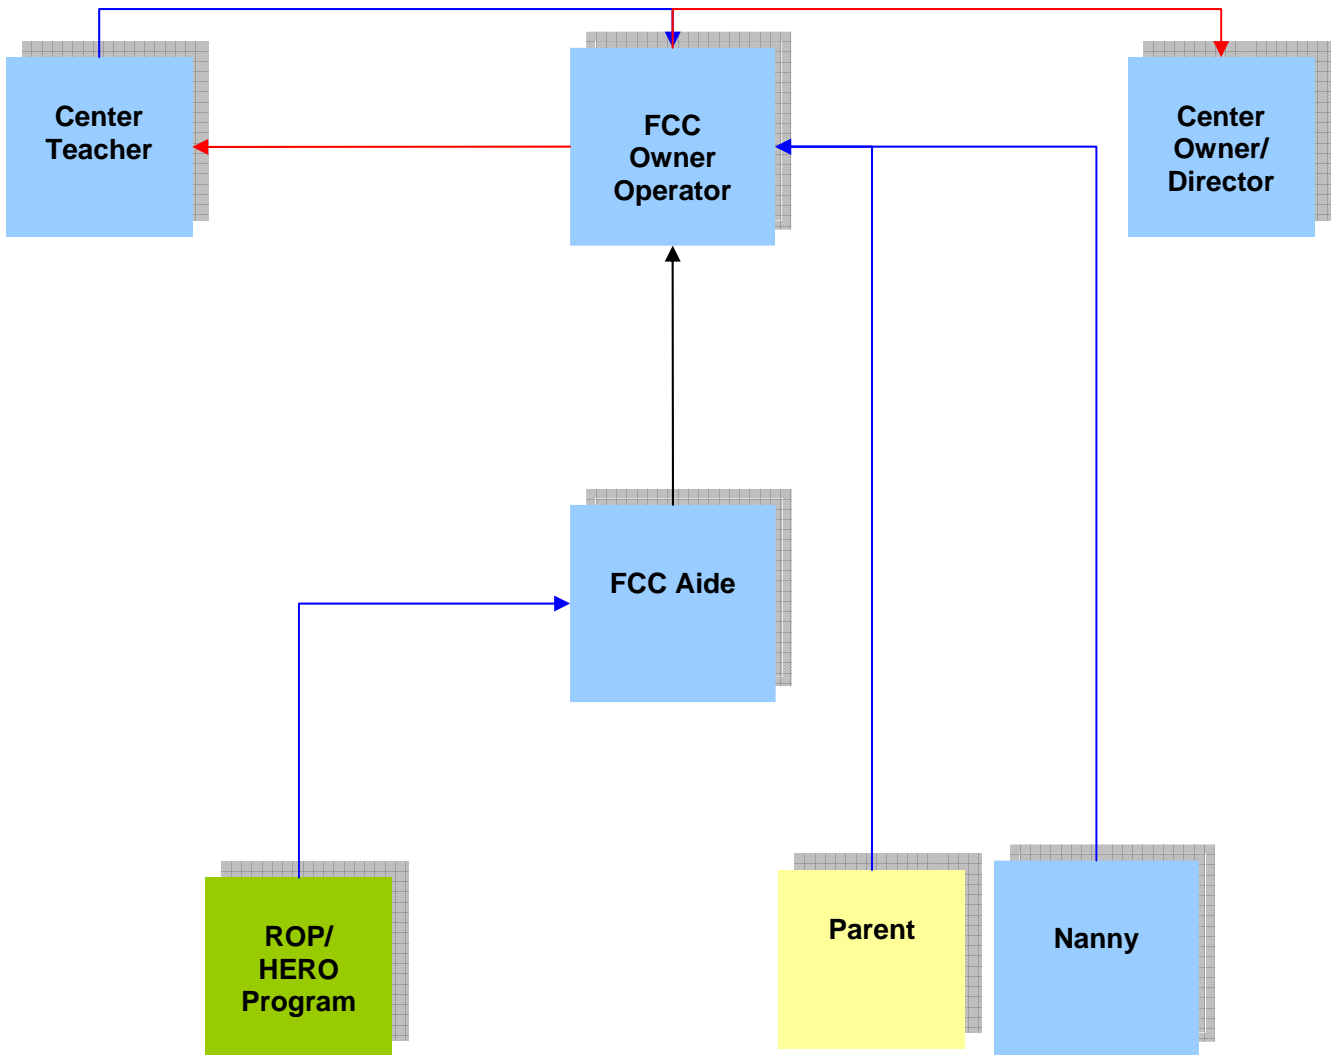 Center
Teacher
FCC
Owner
Operator
Center
Owner/
Director
FCC Aide
ROP/
HERO
Program
Parent
Nanny